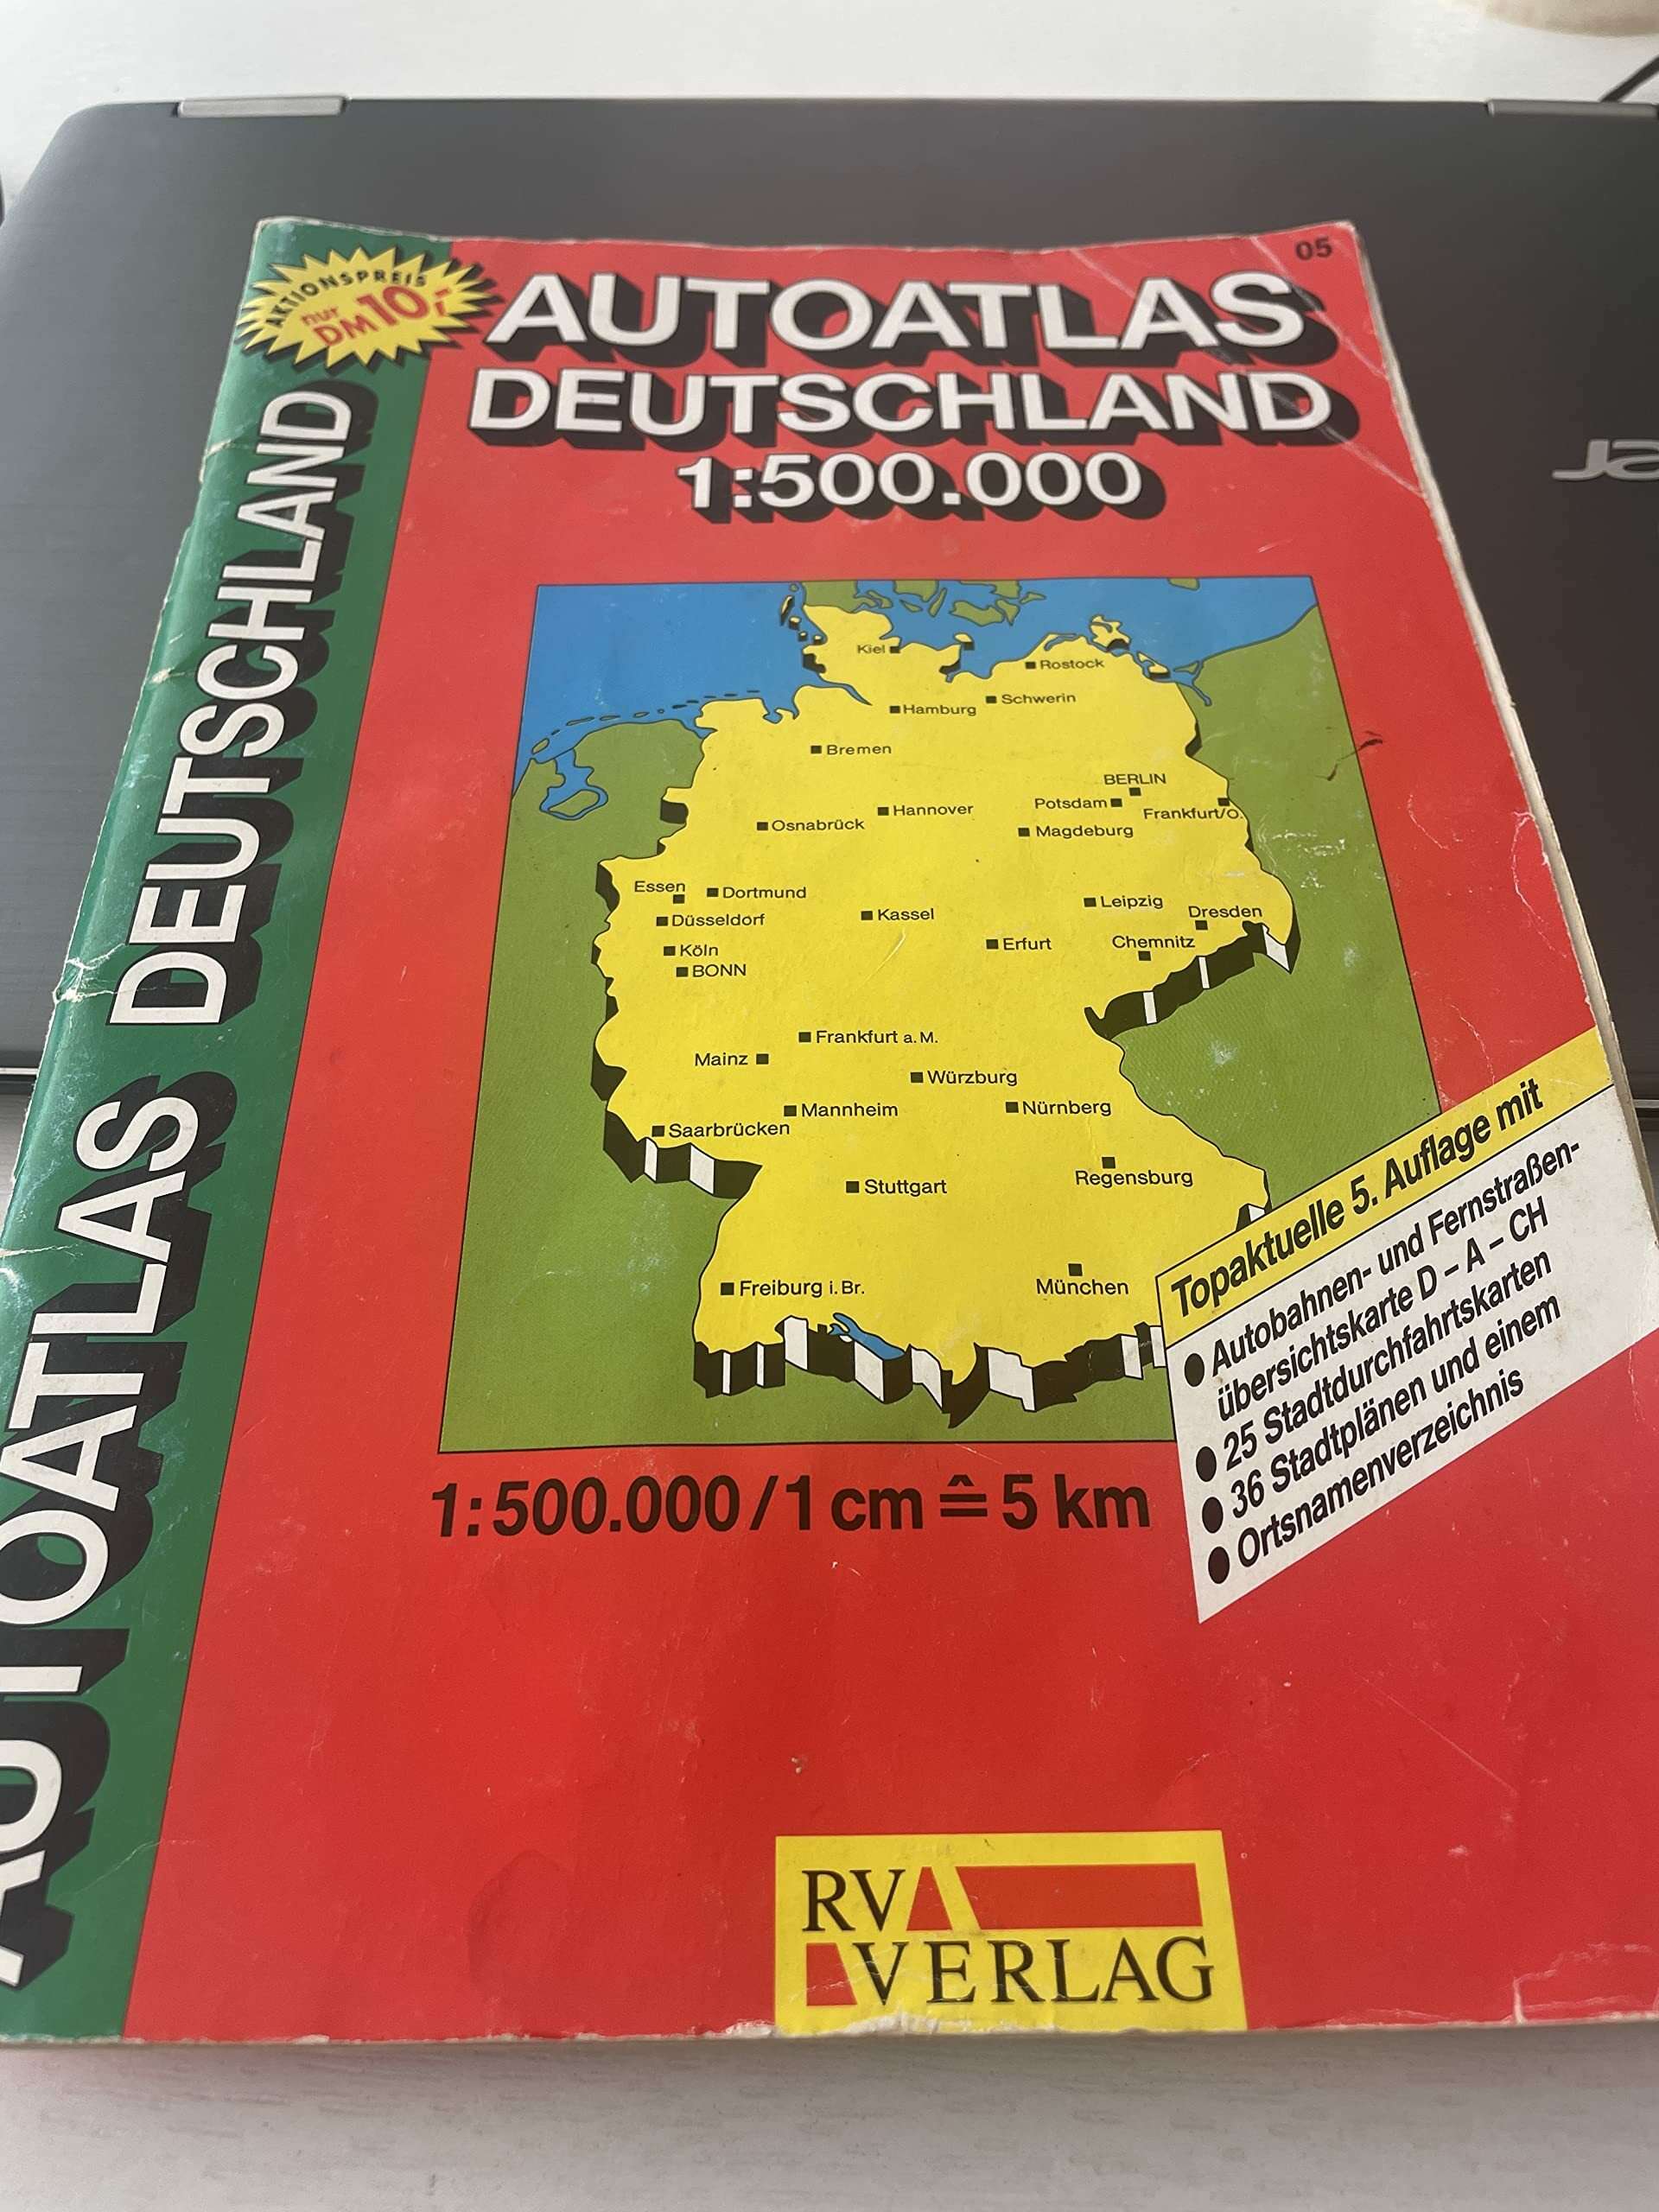 05
AKTIONSPREIS
nur
DM 10,-
AUTOATLAS
DEUTSCHLAND
1:500.000
AUTOATLAS DEUTSCHLAND
Kiel
Rostock
Schwerin
Hamburg
Bremen
BERLIN
Potsdam
Frankfurt/O.
Hannover
Osnabrück
Magdeburg
Essen
Dortmund
Leipzig
Düsseldorf
Kassel
Dresden
Köln
Erfurt
Chemnitz
BONN
Frankfurt a. M.
Mainz
Würzburg
Mannheim
Nürnberg
Saarbrücken
Regensburg
Stuttgart
Freiburg i. Br.
München
Topaktuelle 5. Auflage mit
● Autobahnen- und Fernstraßen-
übersichtskarte D – A – CH
● 25 Stadtdurchfahrtskarten
● 36 Stadtplänen und einem
● Ortsnamenverzeichnis
1:500.000/1 cm ≙ 5 km
RV
VERLAG